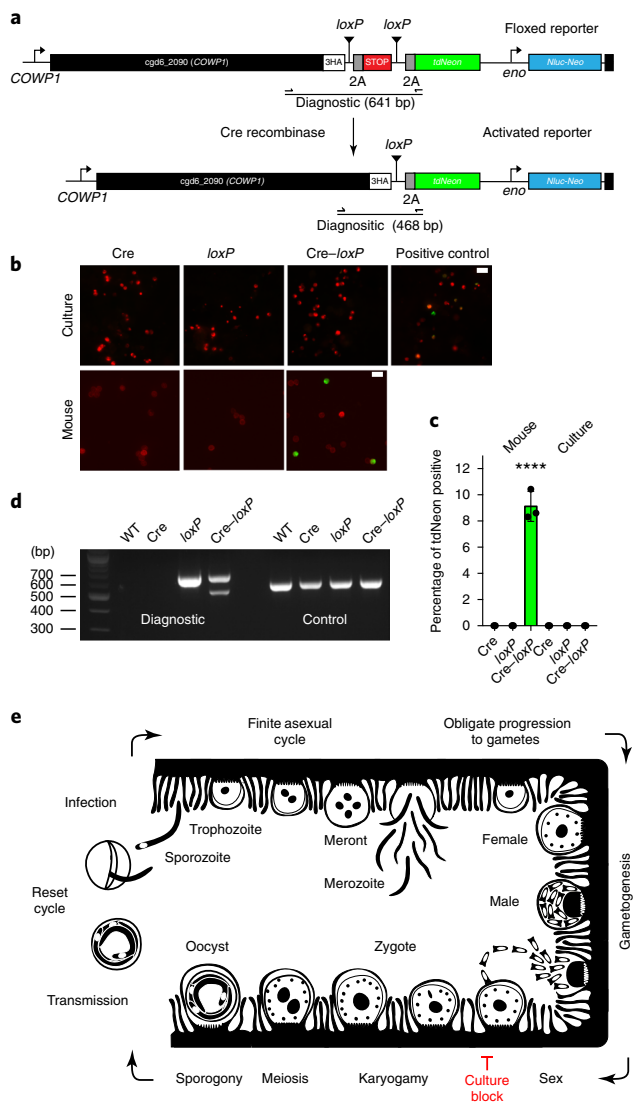 a
loxP loxP Floxed reporter
cgd6_2090 (COWP1) 3HA STOP tdNeon Nluc-Neo
COWP1 2A 2A eno
Diagnostic (641 bp)
Cre recombinase loxP Activated reporter
cgd6_2090 (COWP1) 3HA tdNeon Nluc-Neo
COWP1 2A eno
Diagnositic (468 bp)
b
Cre loxP Cre–loxP Positive control
Culture
Mouse
c
Mouse Culture
****
Percentage of tdNeon positive
12
10
8
6
4
2
0
Cre loxP Cre–loxP Cre loxP Cre–loxP
d
WT Cre loxP Cre–loxP WT Cre loxP Cre–loxP
(bp)
700
600
500
400
300
Diagnostic Control
e
Finite asexual
cycle
Obligate progression
to gametes
Infection
Trophozoite
Sporozoite
Meront
Merozoite
Female
Male
Gametogenesis
Reset
cycle
Oocyst
Zygote
Transmission
Sporogony Meiosis Karyogamy Culture
block Sex